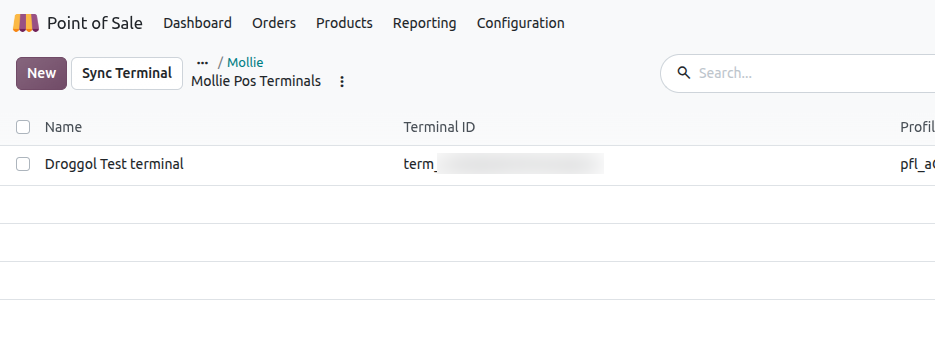 Point of Sale Dashboard Orders Products Reporting Configuration
New Sync Terminal ... / Mollie
Mollie Pos Terminals
Search...
Name Terminal ID Profil
Droggol Test terminal term_ pfl_a